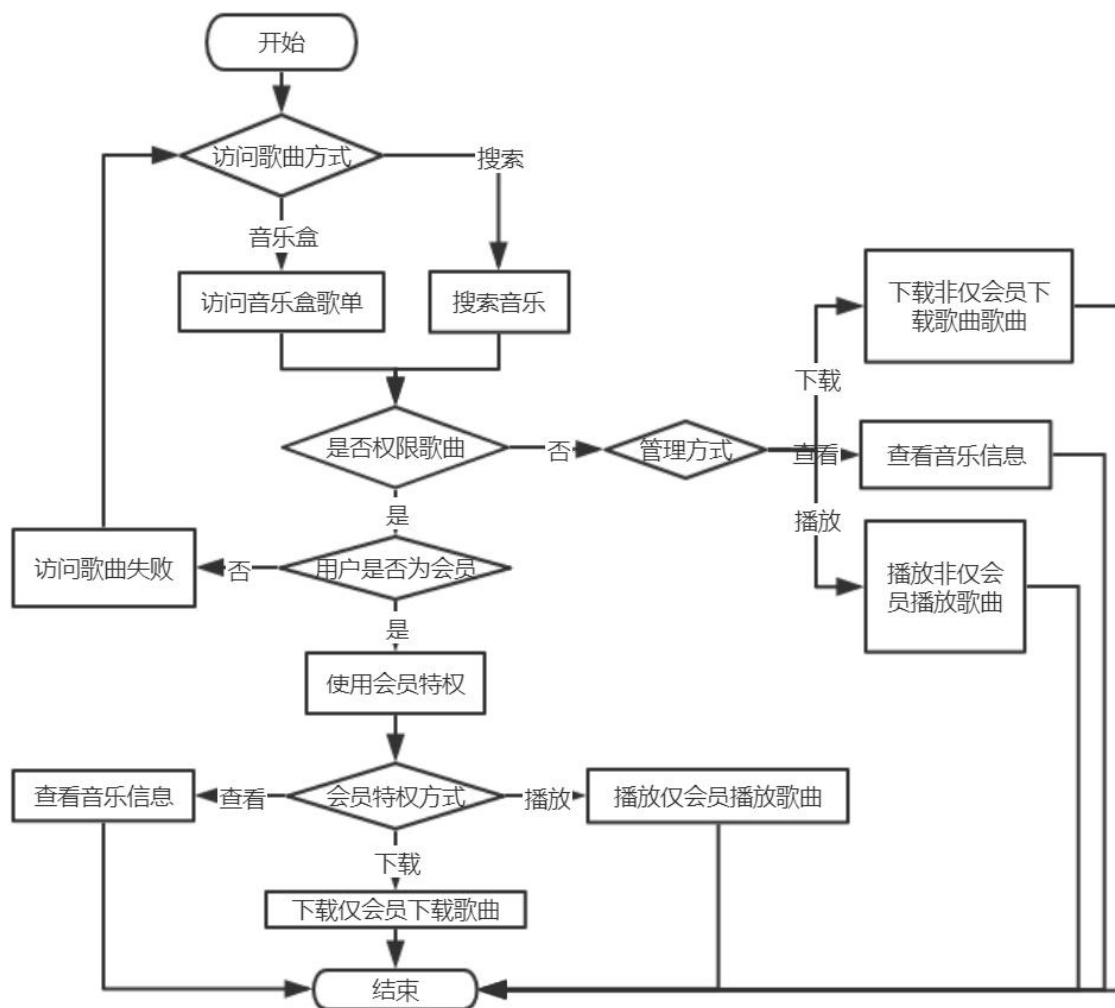 开始
访问歌曲方式
搜索
音乐盒
访问音乐盒歌单
搜索音乐
下载非仅会员下
载歌曲歌曲
下载
是否权限歌曲
否
管理方式
查看
查看音乐信息
是
播放
访问歌曲失败
否
用户是否为会员
播放非仅会
员播放歌曲
是
使用会员特权
查看音乐信息
查看
会员特权方式
播放
播放仅会员播放歌曲
下载
下载仅会员下载歌曲
结束